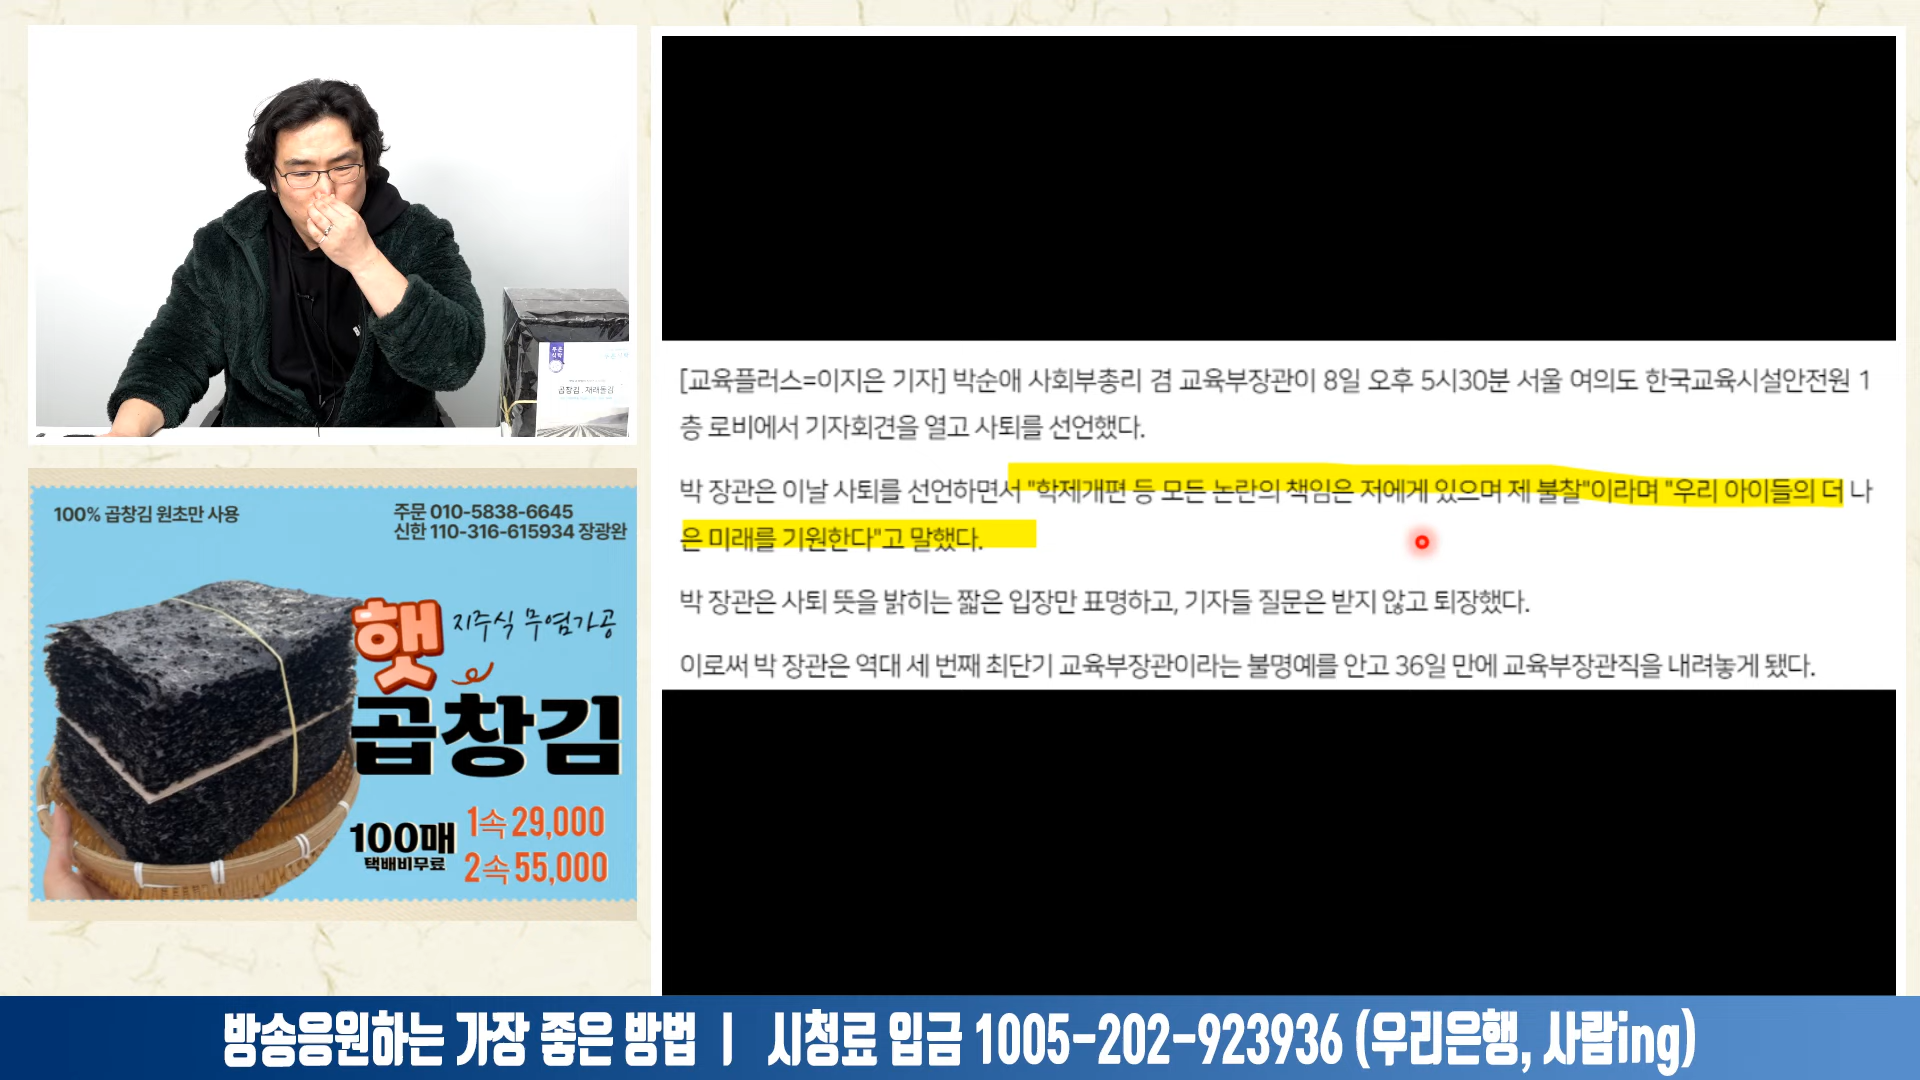 [교육플러스=이지은 기자] 박순애 사회부총리 겸 교육부장관이 8일 오후 5시30분 서울 여의도 한국교육시설안전원 1
층 로비에서 기자회견을 열고 사퇴를 선언했다.
박 장관은 이날 사퇴를 선언하면서 "학제개편 등 모든 논란의 책임은 저에게 있으며 제 불찰"이라며 "우리 아이들의 더 나
은 미래를 기원한다"고 말했다.
박 장관은 사퇴 뜻을 밝히는 짧은 입장만 표명하고, 기자들 질문은 받지 않고 퇴장했다.
이로써 박 장관은 역대 세 번째 최단기 교육부장관이라는 불명예를 안고 36일 만에 교육부장관직을 내려놓게 됐다.
곱창김, 재래돌김
100% 곱창김 원초만 사용
주문 010-5838-6645
신한 110-316-615934 장광완
햇 지주식 무염가공
곱창김
100매
택배비무료
1속 29,000
2속 55,000
방송응원하는 가장 좋은 방법 | 시청료 입금 1005-202-923936 (우리은행, 사람ing)